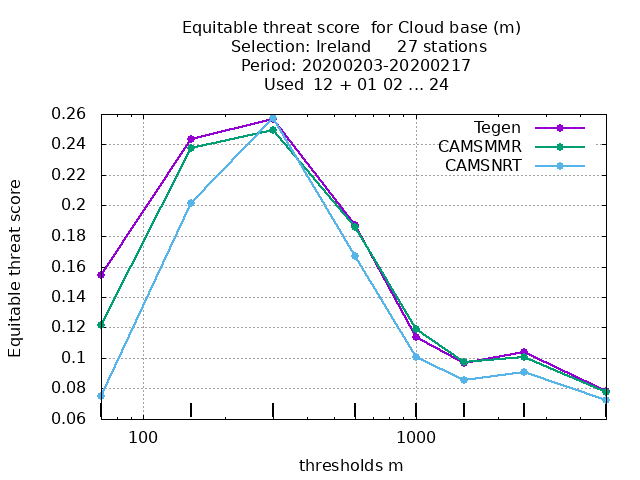 Equitable threat score  for Cloud base (m)
Selection: Ireland     27 stations
Period: 20200203-20200217
Used  12 + 01 02 ... 24
Tegen
CAMSMMR
CAMSNRT
0.26
0.24
0.22
0.2
0.18
0.16
0.14
0.12
0.1
0.08
0.06
Equitable threat score
100
1000
thresholds m